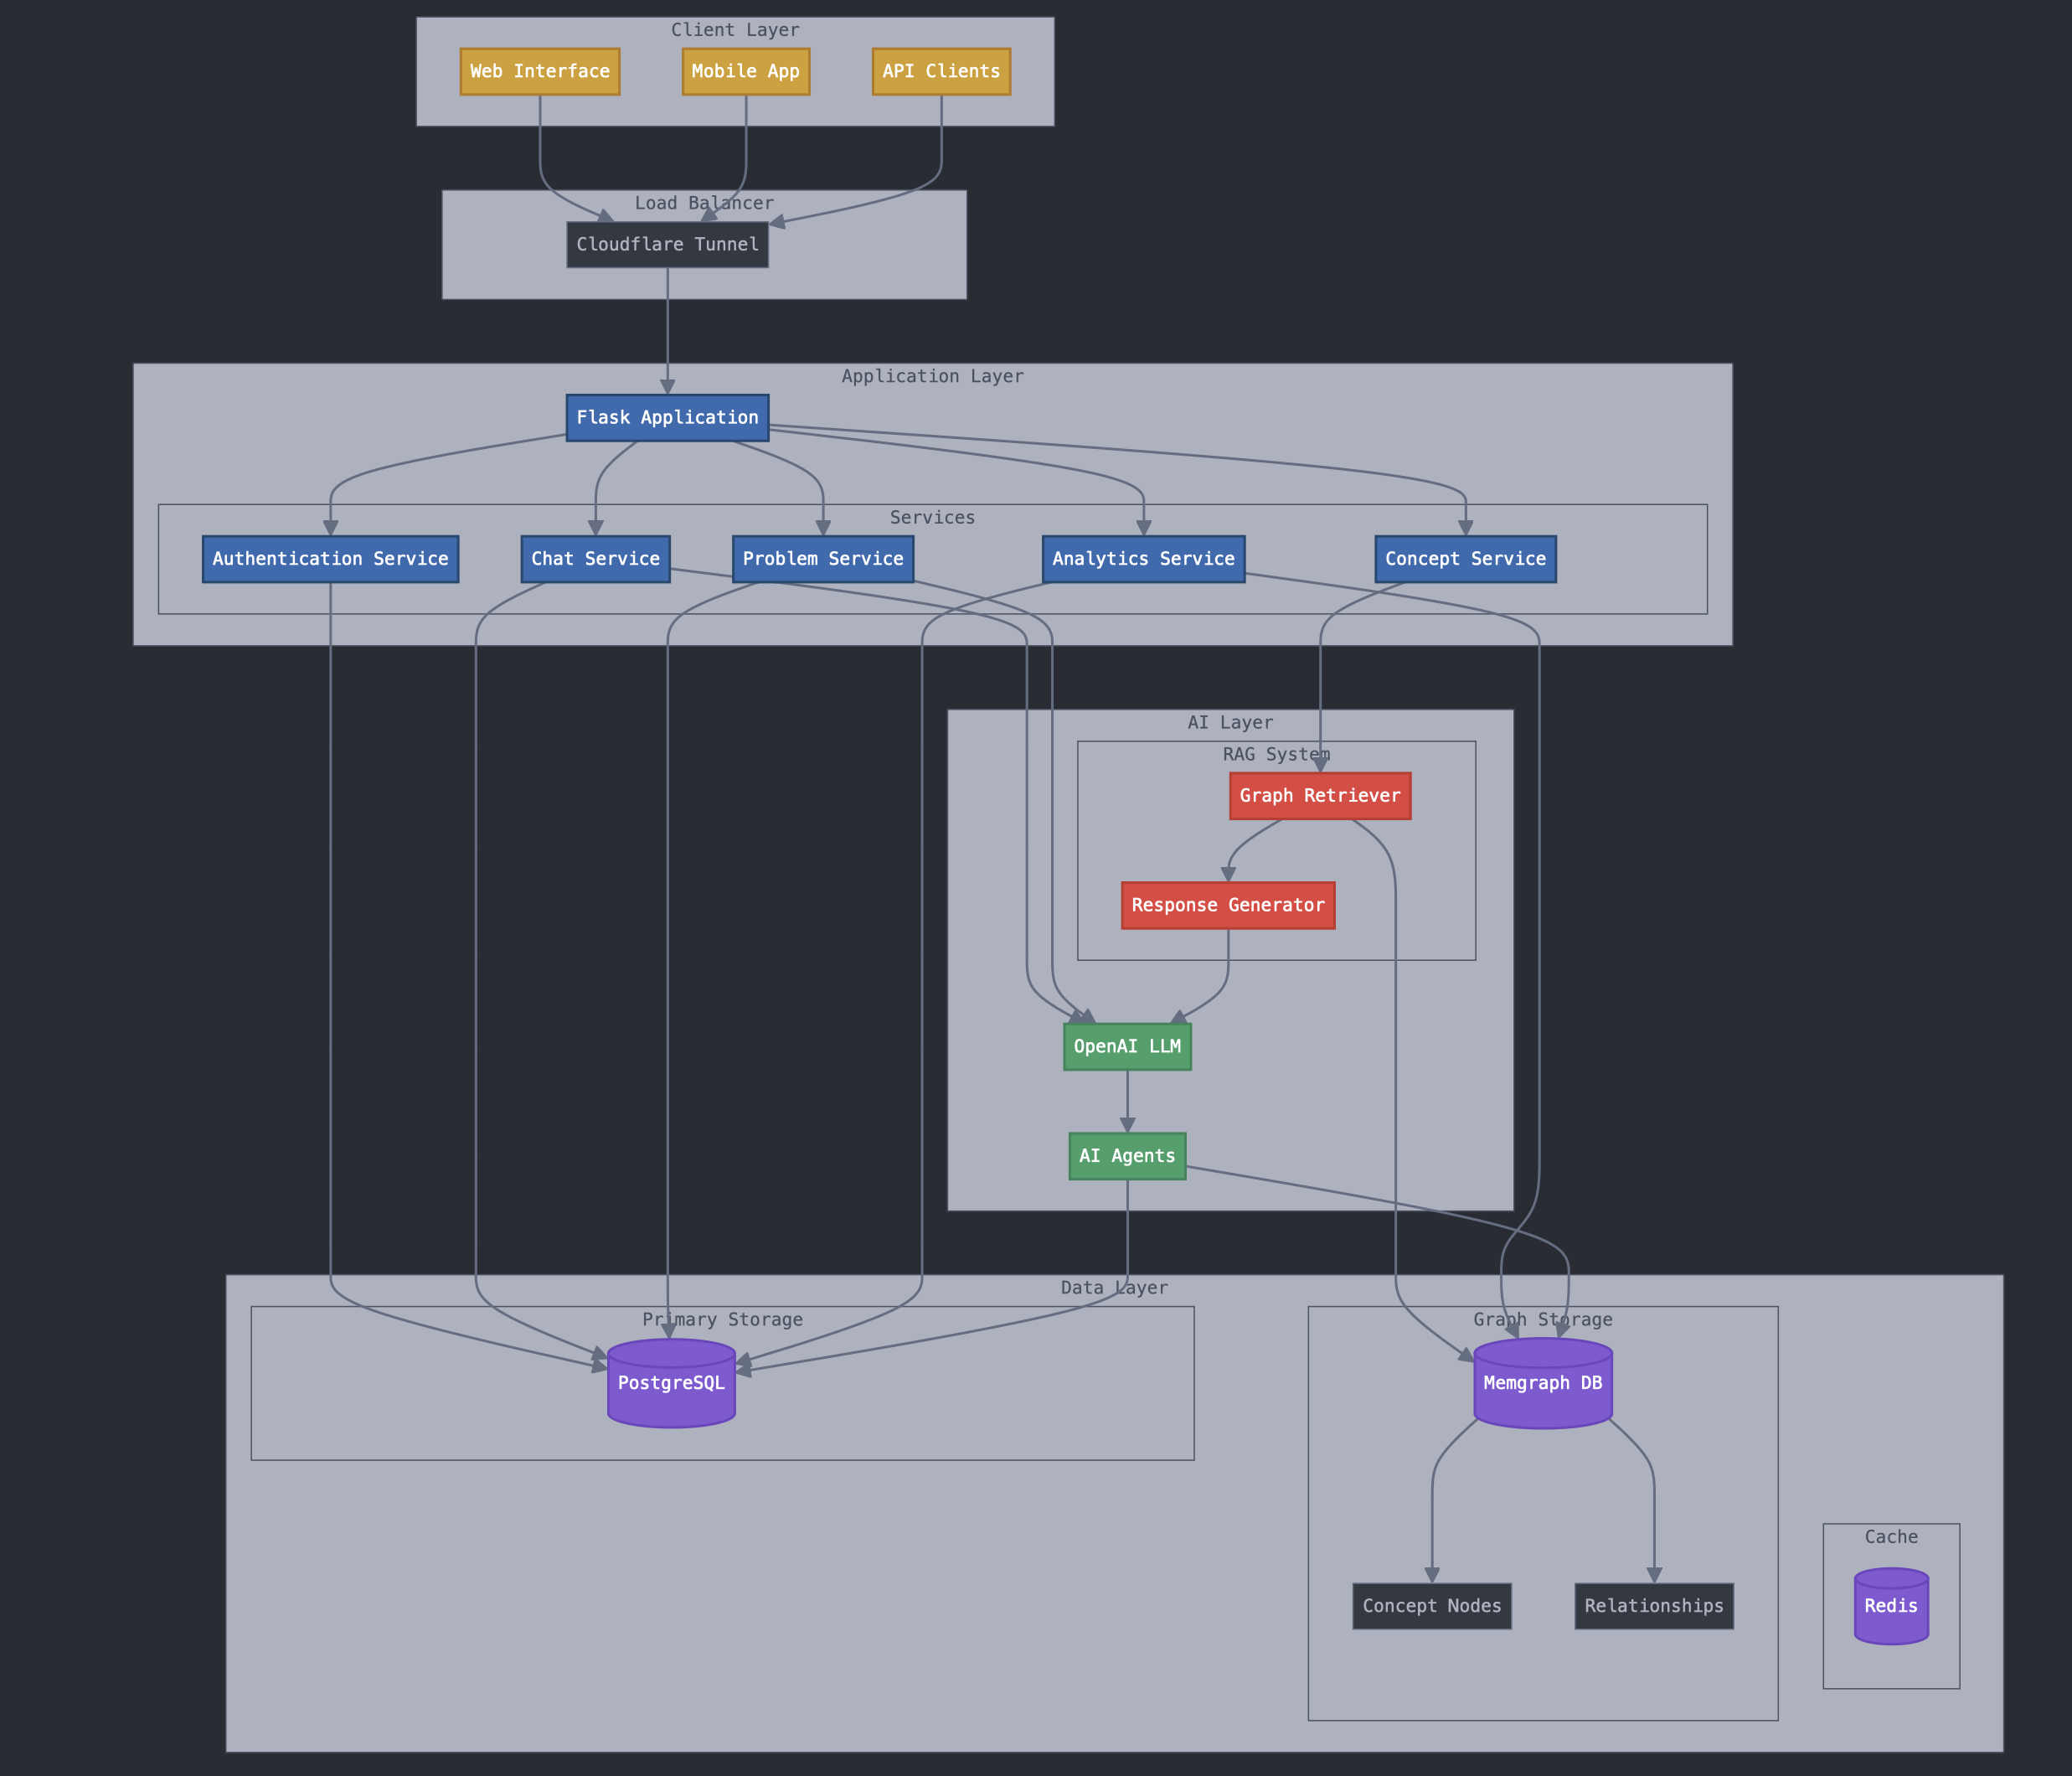 Client Layer
Web Interface
Mobile App
API Clients
Load Balancer
Cloudflare Tunnel
Application Layer
Flask Application
Services
Authentication Service
Chat Service
Problem Service
Analytics Service
Concept Service
AI Layer
RAG System
Graph Retriever
Response Generator
OpenAI LLM
AI Agents
Data Layer
Primary Storage
PostgreSQL
Graph Storage
Memgraph DB
Concept Nodes
Relationships
Cache
Redis